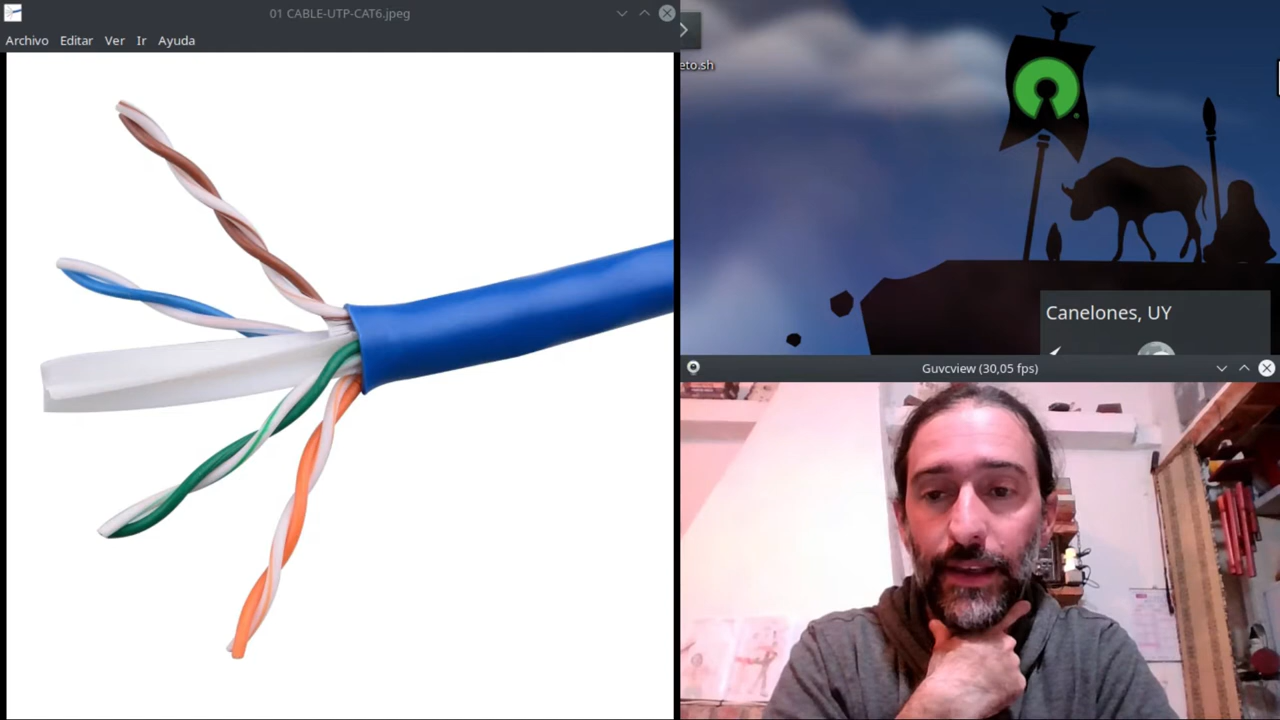 01 CABLE-UTP-CAT6.jpeg
Archivo Editar Ver Ir Ayuda
eto.sh
Canelones, UY
Guvcview (30,05 fps)